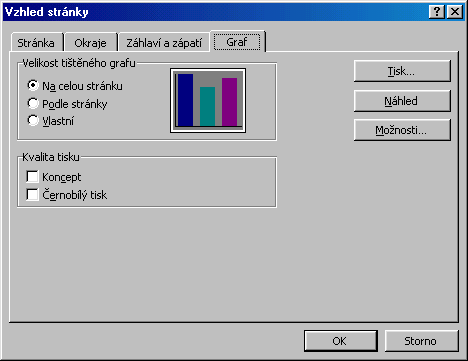 Vzhled stránky
Stránka
Okraje
Záhlaví a zápatí
Graf
Velikost tištěného grafu
Na celou stránku
Podle stránky
Vlastní
Tisk...
Náhled
Možnosti...
Kvalita tisku
Koncept
Černobílý tisk
OK
Storno